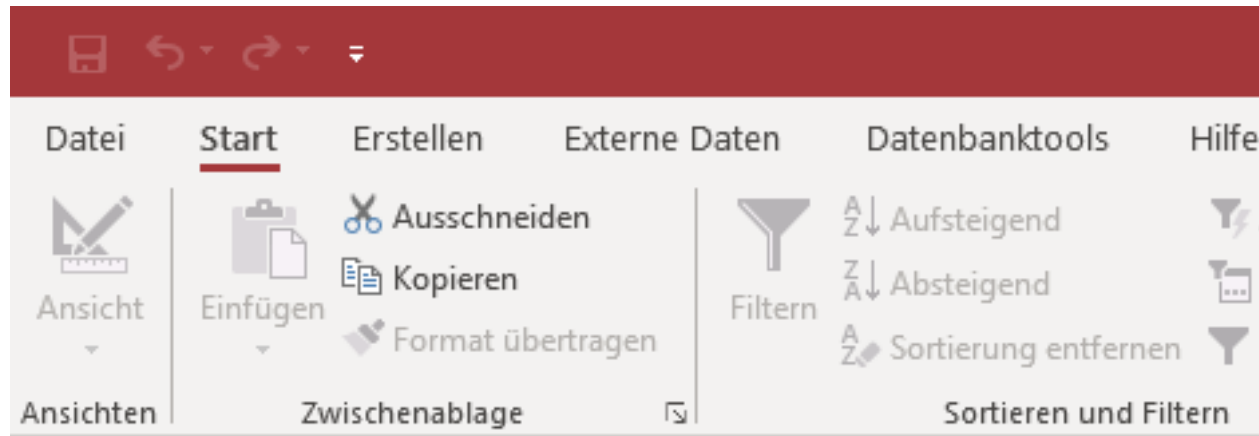 Datei Start Erstellen Externe Daten Datenbanktools Hilfe
Ausschneiden Aufsteigend
Kopieren Absteigend
Ansicht Einfügen Filtern
Format übertragen Sortierung entfernen
Ansichten Zwischenablage Sortieren und Filtern